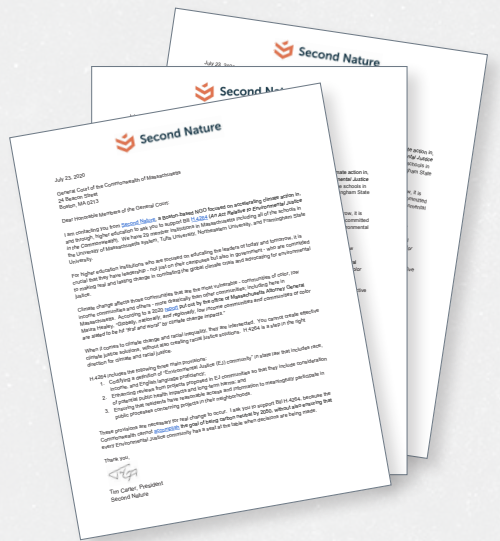 Second Nature
July 23, 2020
General Court of the Commonwealth of Massachusetts
24 Beacon Street
Boston, MA 0213
Dear Honorable Members of the General Court:
I am contacting you from Second Nature, a Boston-based NGO focused on accelerating climate action in,
and through, higher education to ask you to support Bill H.4264 (An Act Relative to Environmental Justice
in the Commonwealth). We have 29 member institutions in Massachusetts including all of the schools in
the University of Massachusetts system, Tufts University, Northeastern University, and Framingham State
University.
For higher education institutions who are focused on educating the leaders of today and tomorrow, it is
crucial that they have leadership - not just on their campuses but also in government - who are committed
to making real and lasting change in combating the global climate crisis and advocating for environmental
justice.
Climate change affects those communities that are the most vulnerable - communities of color, low
income communities and others - more drastically than other communities, including here in
Massachusetts. According to a 2020 report put out by the office of Massachusetts Attorney General
Maura Healey, "Globally, nationally, and regionally, low income communities and communities of color
are slated to be hit “first and worst” by climate change impacts."
When it comes to climate change and racial inequality, they are intersected. You cannot create effective
climate justice solutions, without also creating racial justice solutions. H.4264 is a step in the right
direction for climate and racial justice.
H.4264 includes the following three main provisions:
1. Codifying a definition of "Environmental Justice (EJ) community" in state law that includes race,
income, and English language proficiency;
2. Enhancing reviews from projects proposed in EJ communities so that they include consideration
of potential public health impacts and long-term harms; and
3. Ensuring that residents have reasonable access and information to meaningfully participate in
public processes concerning projects in their neighborhoods.
These provisions are necessary for real change to occur. I ask you to support Bill H.4264, because the
Commonwealth cannot accomplish the goal of being carbon neutral by 2050, without also ensuring that
every Environmental Justice community has a seat at the table when decisions are being made.
Thank you,
Tim Carter, President
Second Nature
Second Na
Second Nature
July 23,